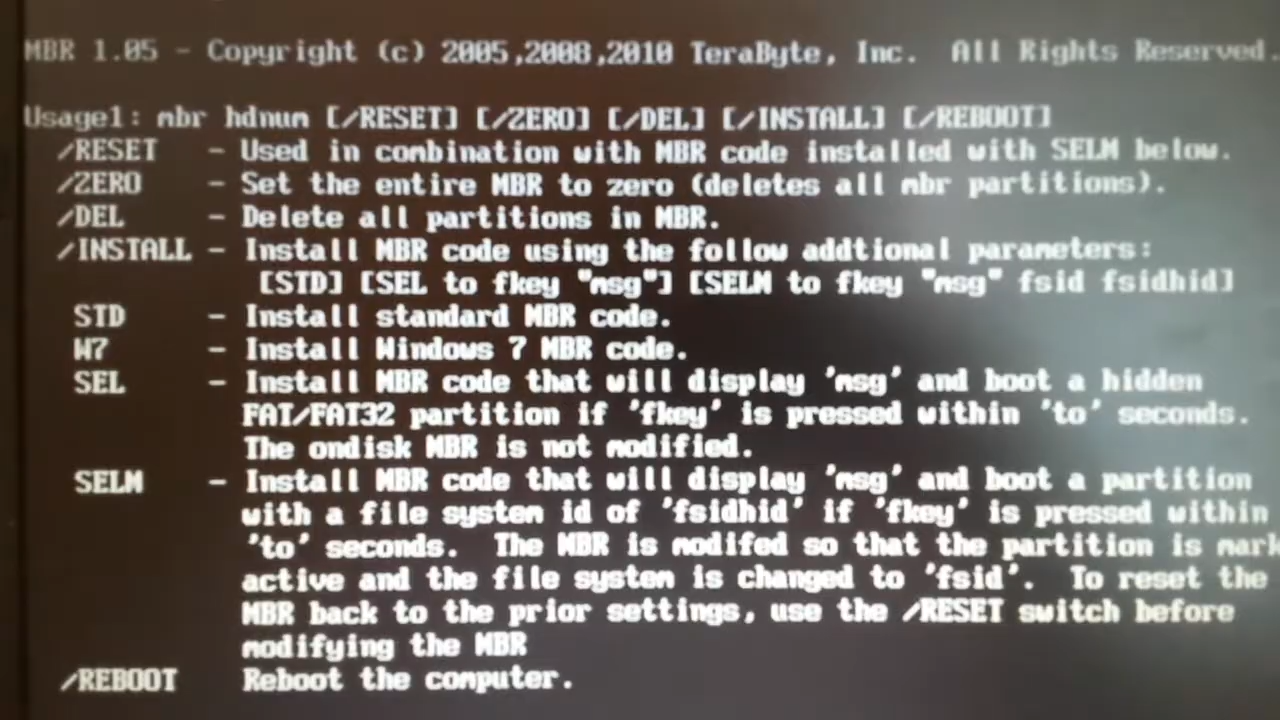 MBR 1.05 - Copyright (c) 2005,2008,2010 TeraByte, Inc.  All Rights Reserved.
Usage1: mbr hdnum [/RESET] [/ZERO] [/DEL] [/INSTALL] [/REBOOT]
/RESET   - Used in combination with MBR code installed with SELM below.
/ZERO    - Set the entire MBR to zero (deletes all mbr partitions).
/DEL     - Delete all partitions in MBR.
/INSTALL - Install MBR code using the follow addtional parameters:
[STD] [SEL to fkey "msg"] [SELM to fkey "msg" fsid fsidhid]
STD     - Install standard MBR code.
W7      - Install Windows 7 MBR code.
SEL     - Install MBR code that will display 'msg' and boot a hidden
FAT/FAT32 partition if 'fkey' is pressed within 'to' seconds.
The ondisk MBR is not modified.
SELM    - Install MBR code that will display 'msg' and boot a partition
with a file system id of 'fsidhid' if 'fkey' is pressed within
'to' seconds.  The MBR is modifed so that the partition is mark
active and the file system is changed to 'fsid'.  To reset the
MBR back to the prior settings, use the /RESET switch before
modifying the MBR
/REBOOT    Reboot the computer.